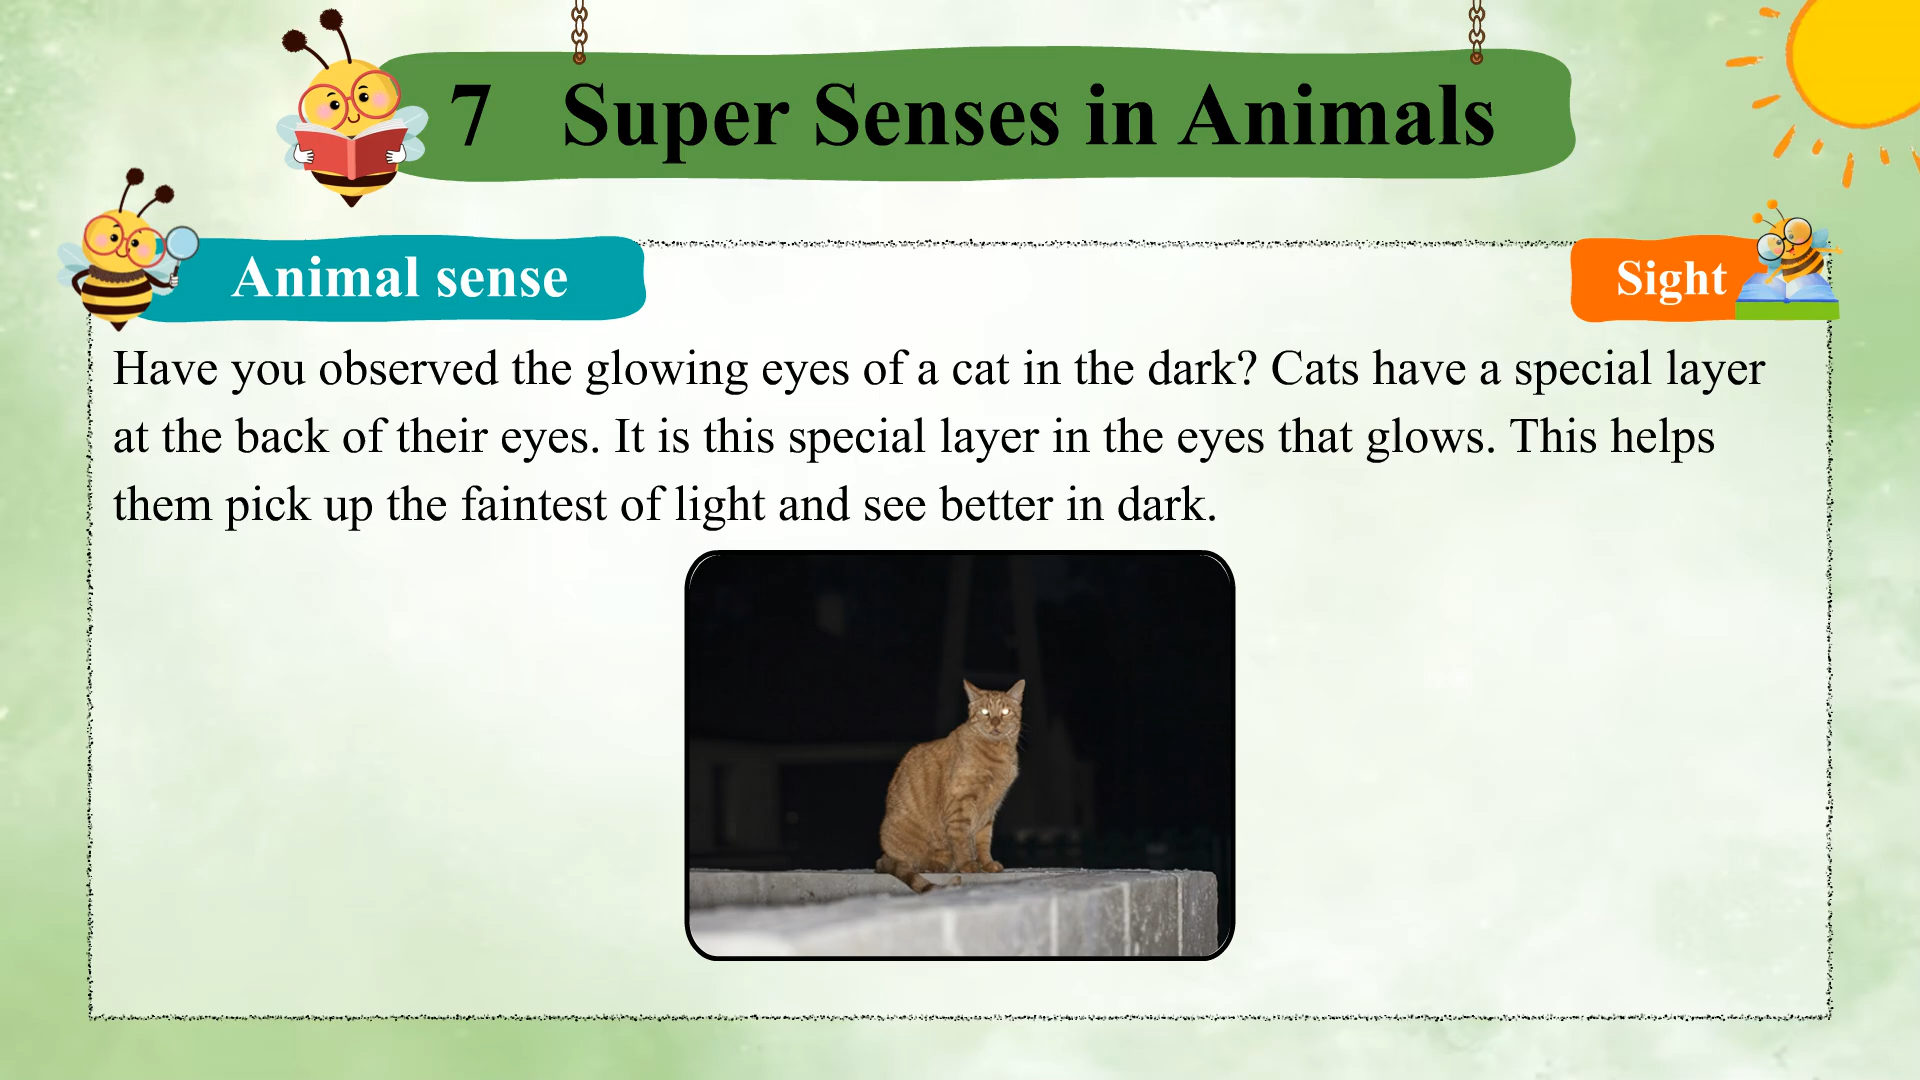 7 Super Senses in Animals
Animal sense
Sight
Have you observed the glowing eyes of a cat in the dark? Cats have a special layer
at the back of their eyes. It is this special layer in the eyes that glows. This helps
them pick up the faintest of light and see better in dark.